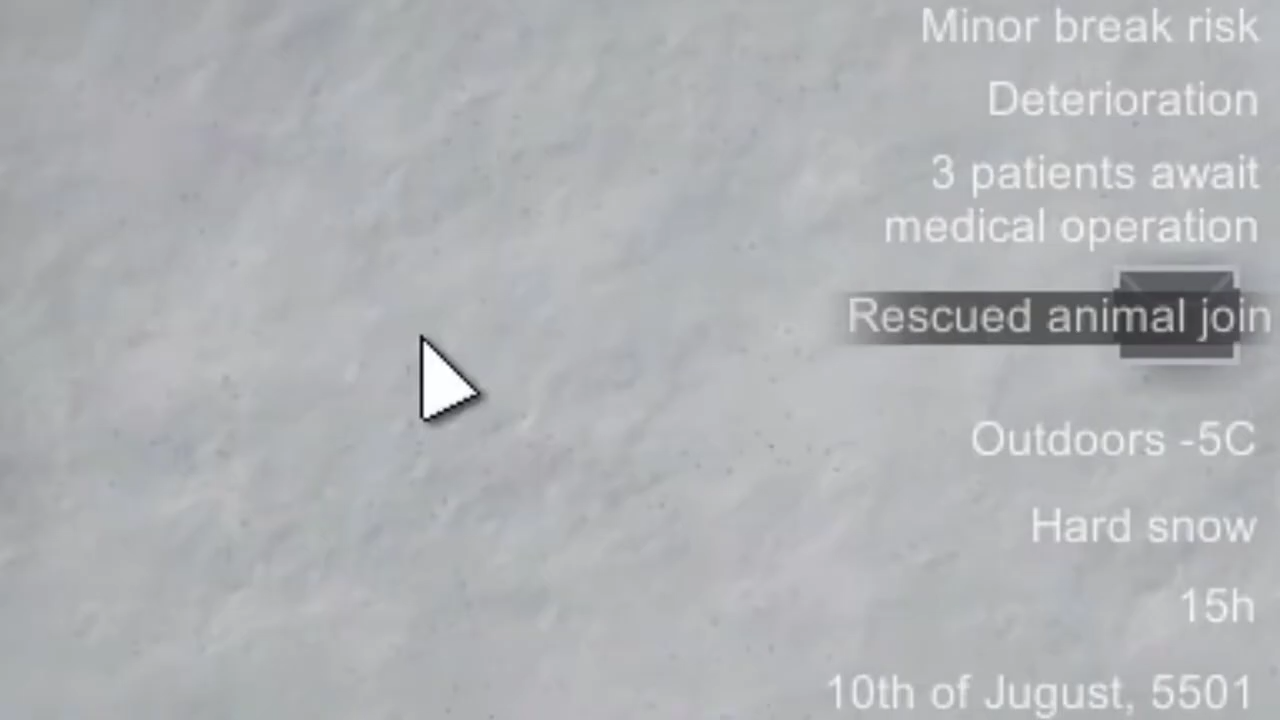 Minor break risk
Deterioration
3 patients await
medical operation
Rescued animal join
Outdoors -5C
Hard snow
15h
10th of Jugust, 5501